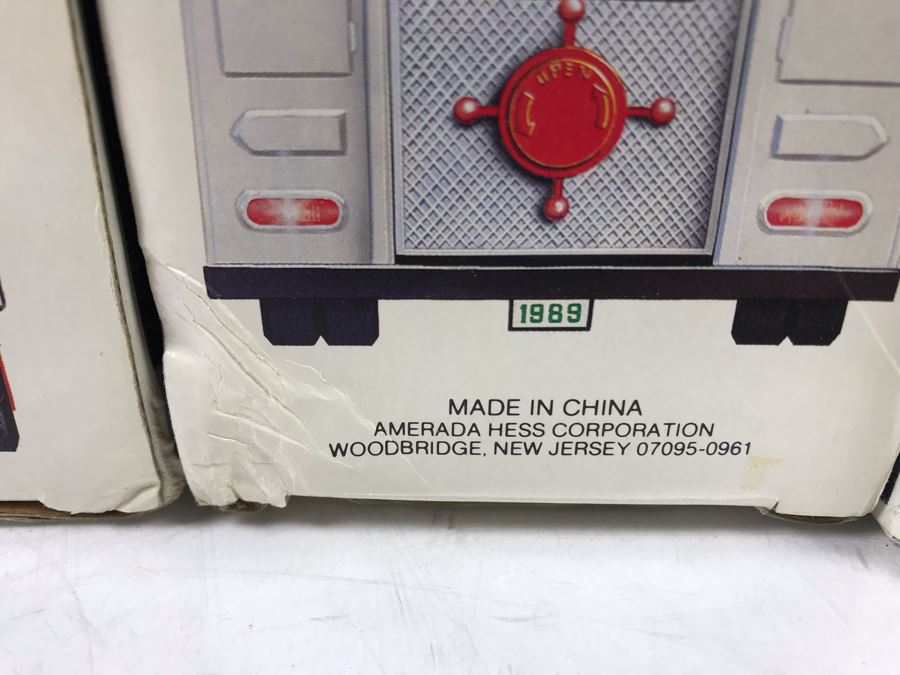 OPEN
1989
MADE IN CHINA
AMERADA HESS CORPORATION
WOODBRIDGE, NEW JERSEY 07095-0961